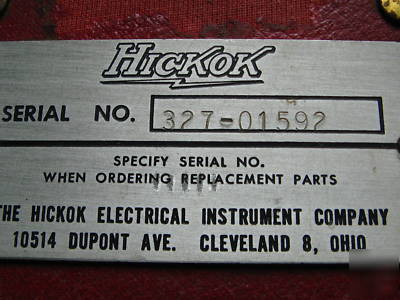 HICKOK
SERIAL NO. 327-01592
SPECIFY SERIAL NO.
WHEN ORDERING REPLACEMENT PARTS
THE HICKOK ELECTRICAL INSTRUMENT COMPANY
10514 DUPONT AVE. CLEVELAND 8, OHIO